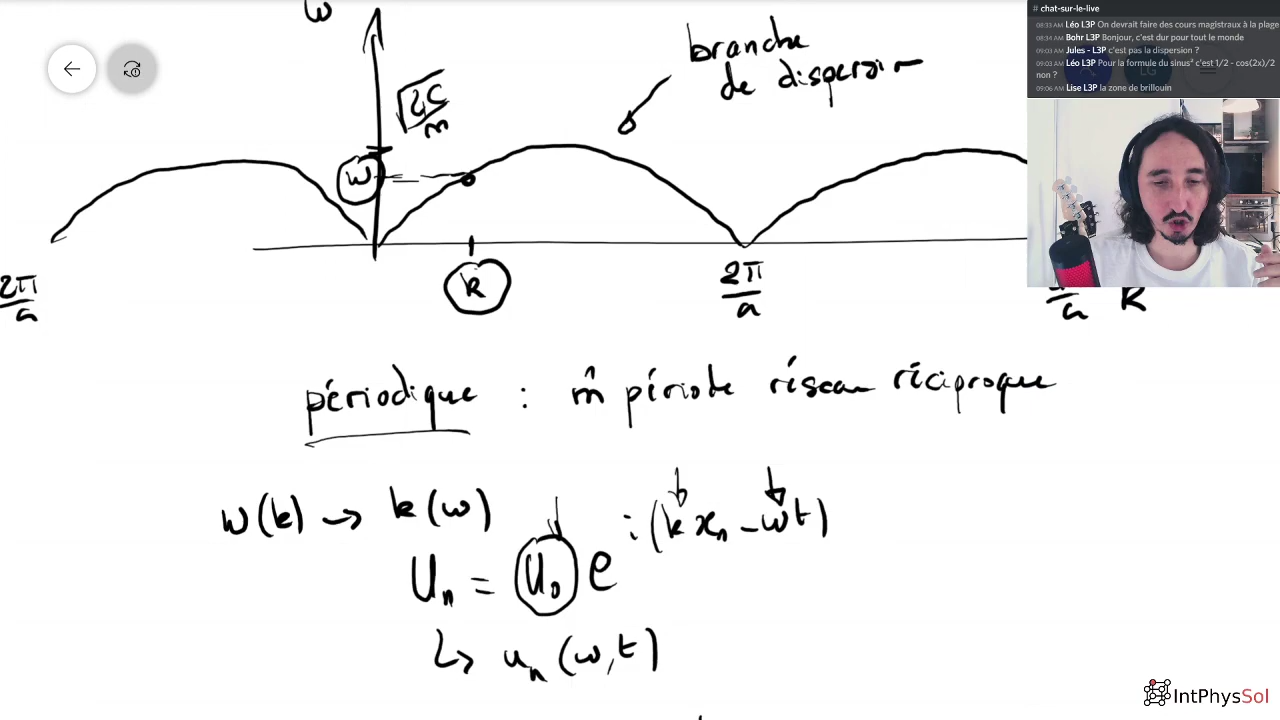 # chat-sur-le-live
08:33 AM Léo L3P On devrait faire des cours magistraux à la plage
08:34 AM Bohr L3P Bonjour, c'est dur pour tout le monde
09:03 AM Jules - L3P c'est pas la dispersion ?
09:03 AM Léo L3P Pour la formule du sinus² c'est 1/2 - cos(2x)/2
non ?
09:06 AM Lise L3P la zone de brillouin
ω
branche
de dispersion
√2C/m
ω
k
2π/a
2π/a
a
k
périodique : m̂ période réseau réciproque
ω(k) → k(ω)
Uₙ = U₀ e^i(k xₙ - ωt)
↳ uₙ (ω,t)
IntPhysSol